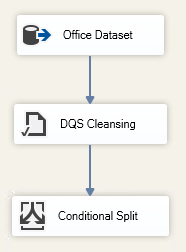 Office Dataset
DQS Cleansing
Conditional Split